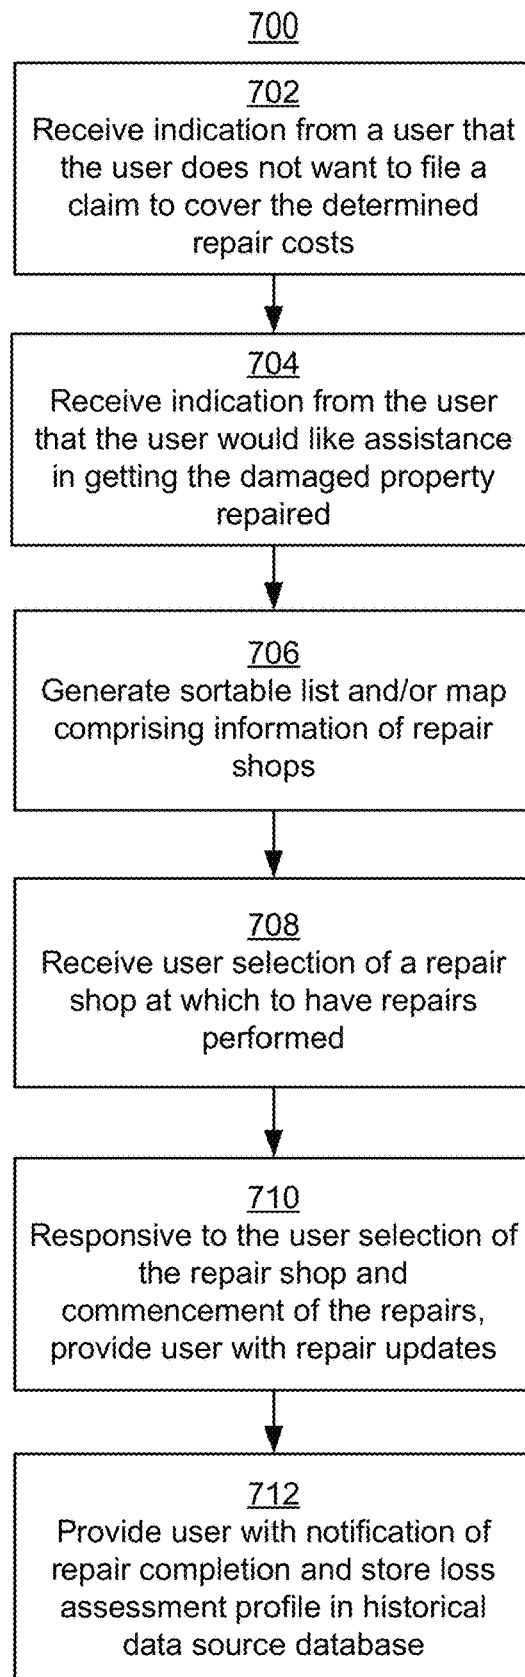 700
702
Receive indication from a user that
the user does not want to file a
claim to cover the determined
repair costs
704
Receive indication from the user
that the user would like assistance
in getting the damaged property
repaired
706
Generate sortable list and/or map
comprising information of repair
shops
708
Receive user selection of a repair
shop at which to have repairs
performed
710
Responsive to the user selection of
the repair shop and
commencement of the repairs,
provide user with repair updates
712
Provide user with notification of
repair completion and store loss
assessment profile in historical
data source database